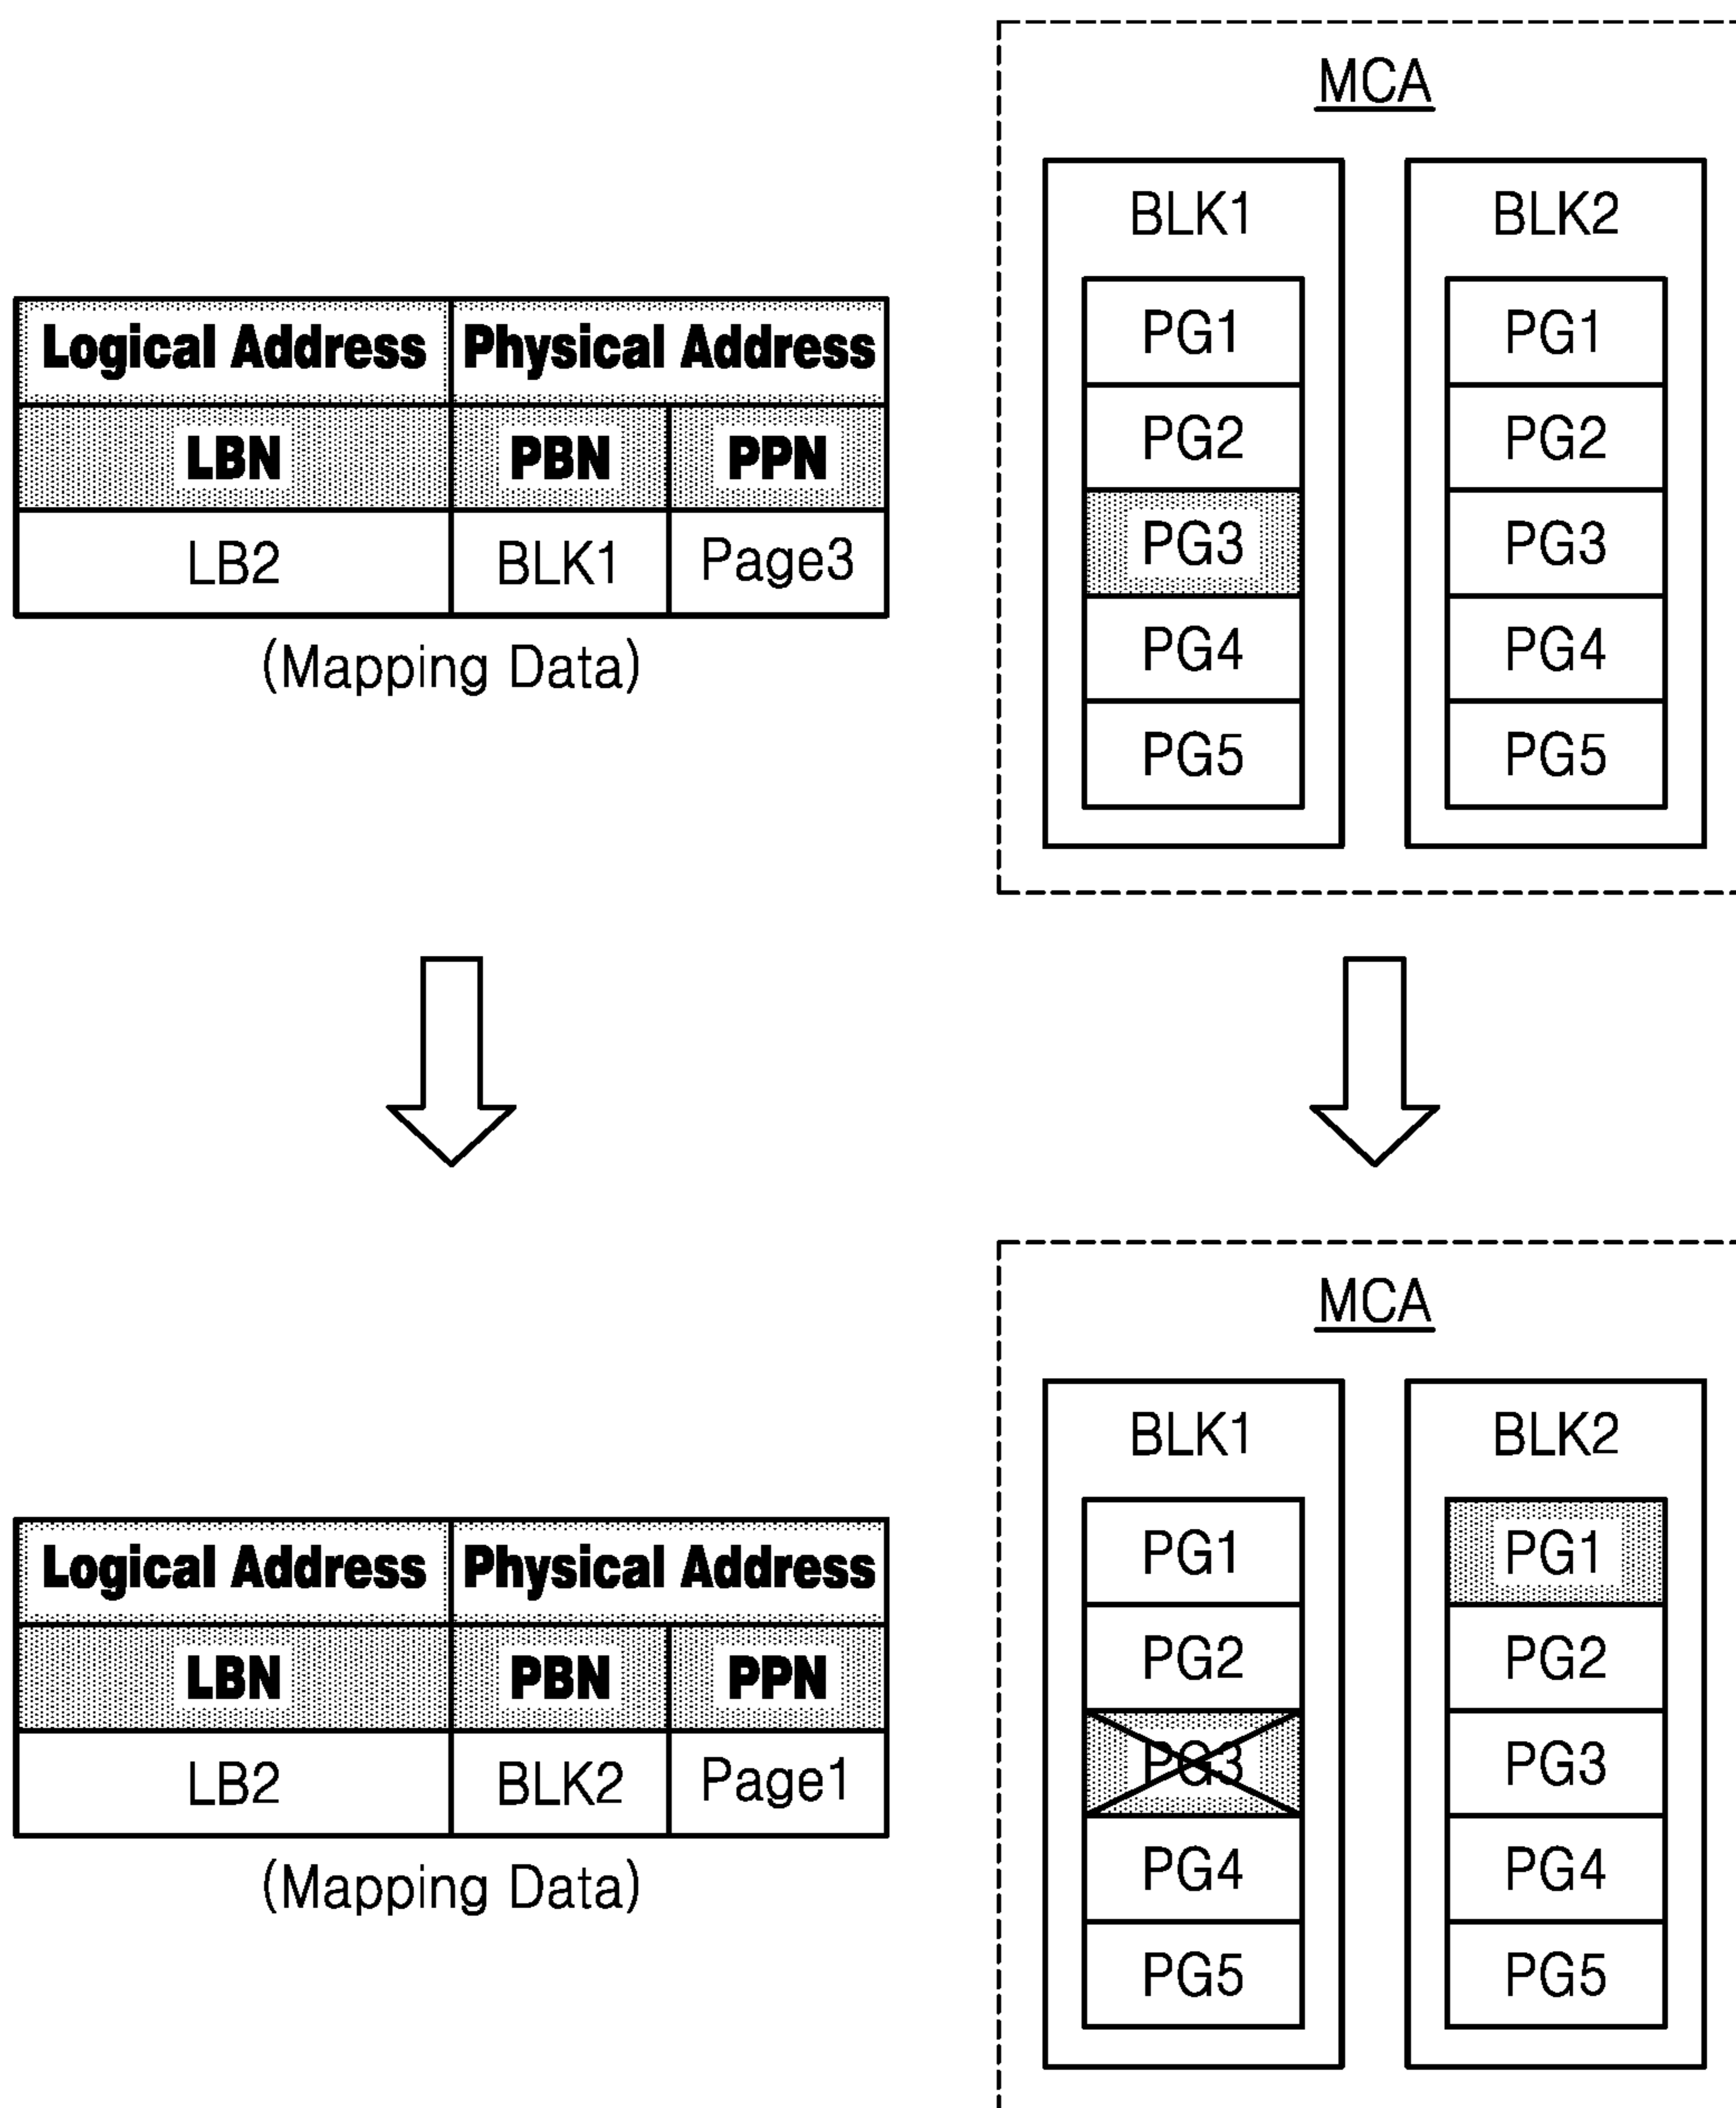 MCA
BLK1 BLK2
PG1 PG1
Logical Address Physical Address
PG2 PG2
LBN PBN PPN
PG3 PG3
LB2 BLK1 Page3
PG4 PG4
(Mapping Data)
PG5 PG5
MCA
BLK1 BLK2
PG1 PG1
Logical Address Physical Address
PG2 PG2
LBN PBN PPN
PG3 PG3
LB2 BLK2 Page1
PG4 PG4
(Mapping Data)
PG5 PG5